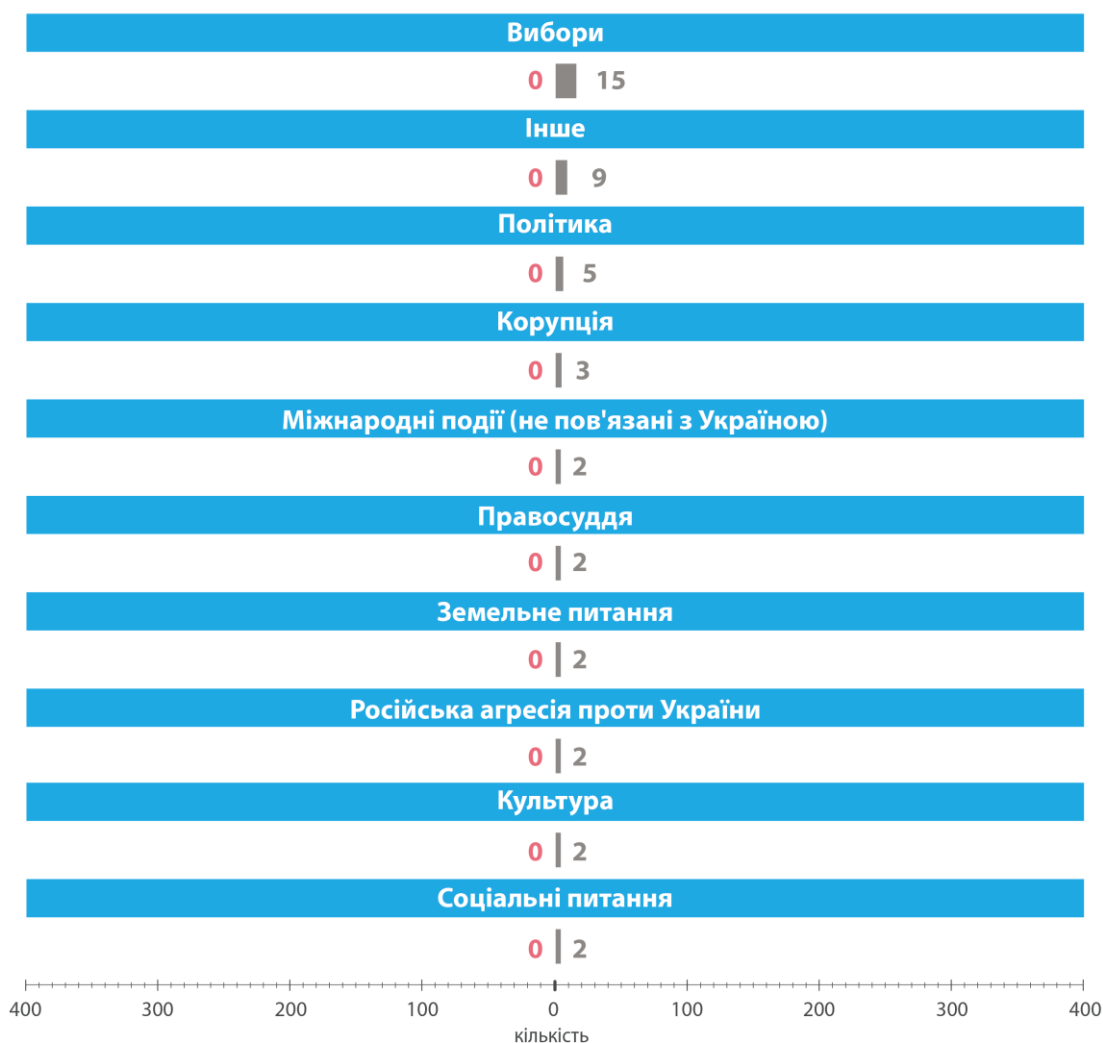 Вибори
0 15
Інше
0 9
Політика
0 5
Корупція
0 3
Міжнародні події (не пов'язані з Україною)
0 2
Правосуддя
0 2
Земельне питання
0 2
Російська агресія проти України
0 2
Культура
0 2
Соціальні питання
0 2
400 300 200 100 0 100 200 300 400
кількість